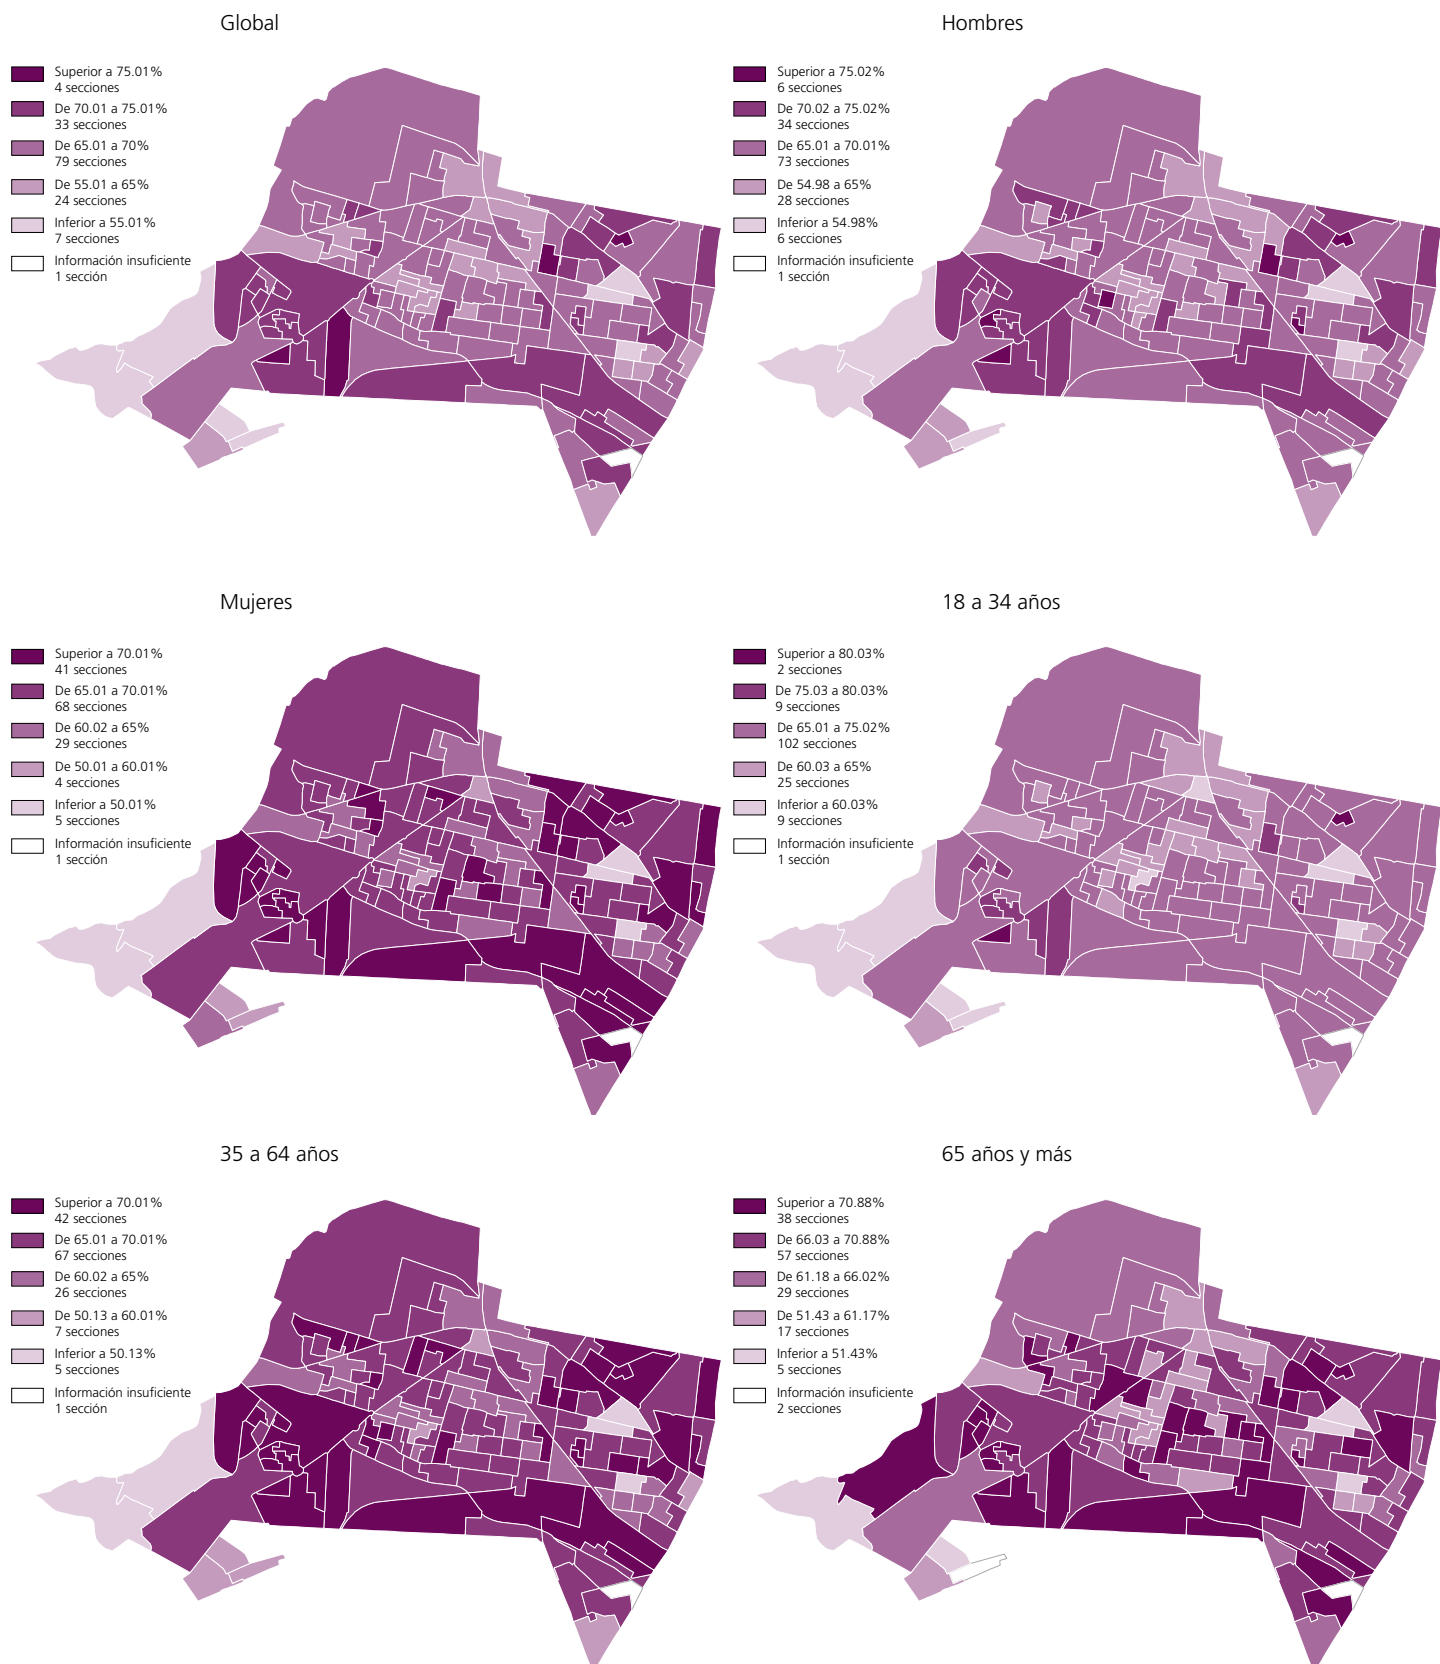 Global
Superior a 75.01%
4 secciones
De 70.01 a 75.01%
33 secciones
De 65.01 a 70%
79 secciones
De 55.01 a 65%
24 secciones
Inferior a 55.01%
7 secciones
Información insuficiente
1 sección
Hombres
Superior a 75.02%
6 secciones
De 70.02 a 75.02%
34 secciones
De 65.01 a 70.01%
73 secciones
De 54.98 a 65%
28 secciones
Inferior a 54.98%
6 secciones
Información insuficiente
1 sección
Mujeres
Superior a 70.01%
41 secciones
De 65.01 a 70.01%
68 secciones
De 60.02 a 65%
29 secciones
De 50.01 a 60.01%
4 secciones
Inferior a 50.01%
5 secciones
Información insuficiente
1 sección
18 a 34 años
Superior a 80.03%
2 secciones
De 75.03 a 80.03%
9 secciones
De 65.01 a 75.02%
102 secciones
De 60.03 a 65%
25 secciones
Inferior a 60.03%
9 secciones
Información insuficiente
1 sección
35 a 64 años
Superior a 70.01%
42 secciones
De 65.01 a 70.01%
67 secciones
De 60.02 a 65%
26 secciones
De 50.13 a 60.01%
7 secciones
Inferior a 50.13%
5 secciones
Información insuficiente
1 sección
65 años y más
Superior a 70.88%
38 secciones
De 66.03 a 70.88%
57 secciones
De 61.18 a 66.02%
29 secciones
De 51.43 a 61.17%
17 secciones
Inferior a 51.43%
5 secciones
Información insuficiente
2 secciones